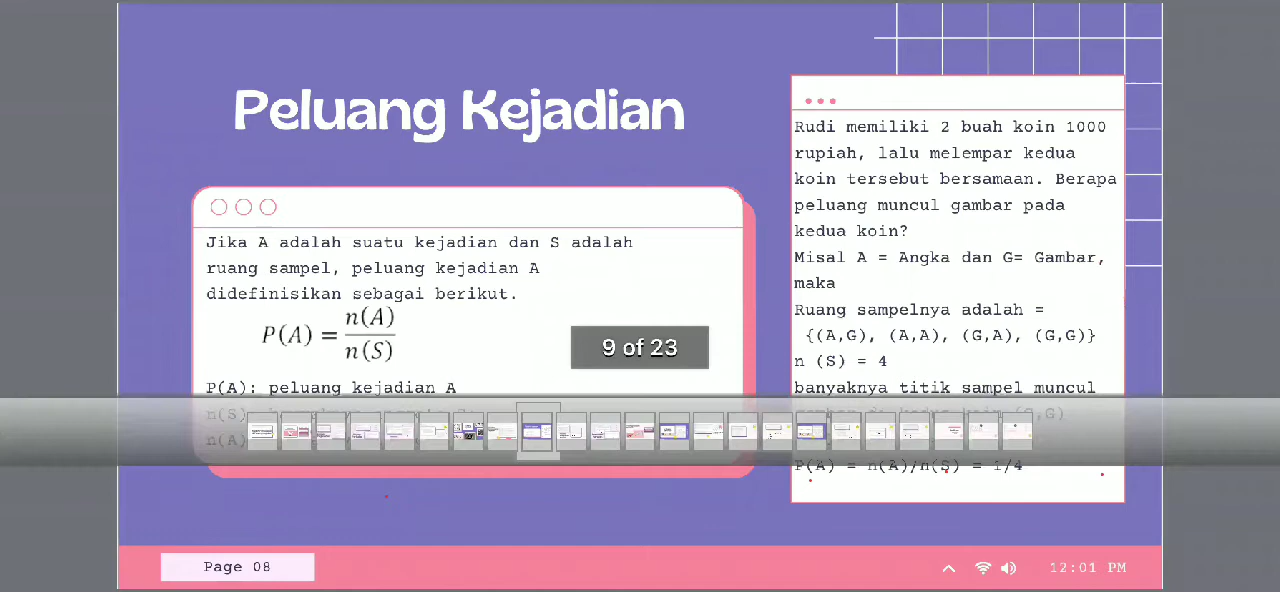 Peluang Kejadian
Jika A adalah suatu kejadian dan S adalah
ruang sampel, peluang kejadian A
didefinisikan sebagai berikut.
P(A) = n(A)/n(S)
P(A): peluang kejadian A
n(S)
n(A)
9 of 23
Rudi memiliki 2 buah koin 1000
rupiah, lalu melempar kedua
koin tersebut bersamaan. Berapa
peluang muncul gambar pada
kedua koin?
Misal A = Angka dan G= Gambar,
maka
Ruang sampelnya adalah =
{(A,G), (A,A), (G,A), (G,G)}
n (S) = 4
banyaknya titik sampel muncul
(G,G)
P(A) = n(A)/n(S) = 1/4
Page 08
12:01 PM